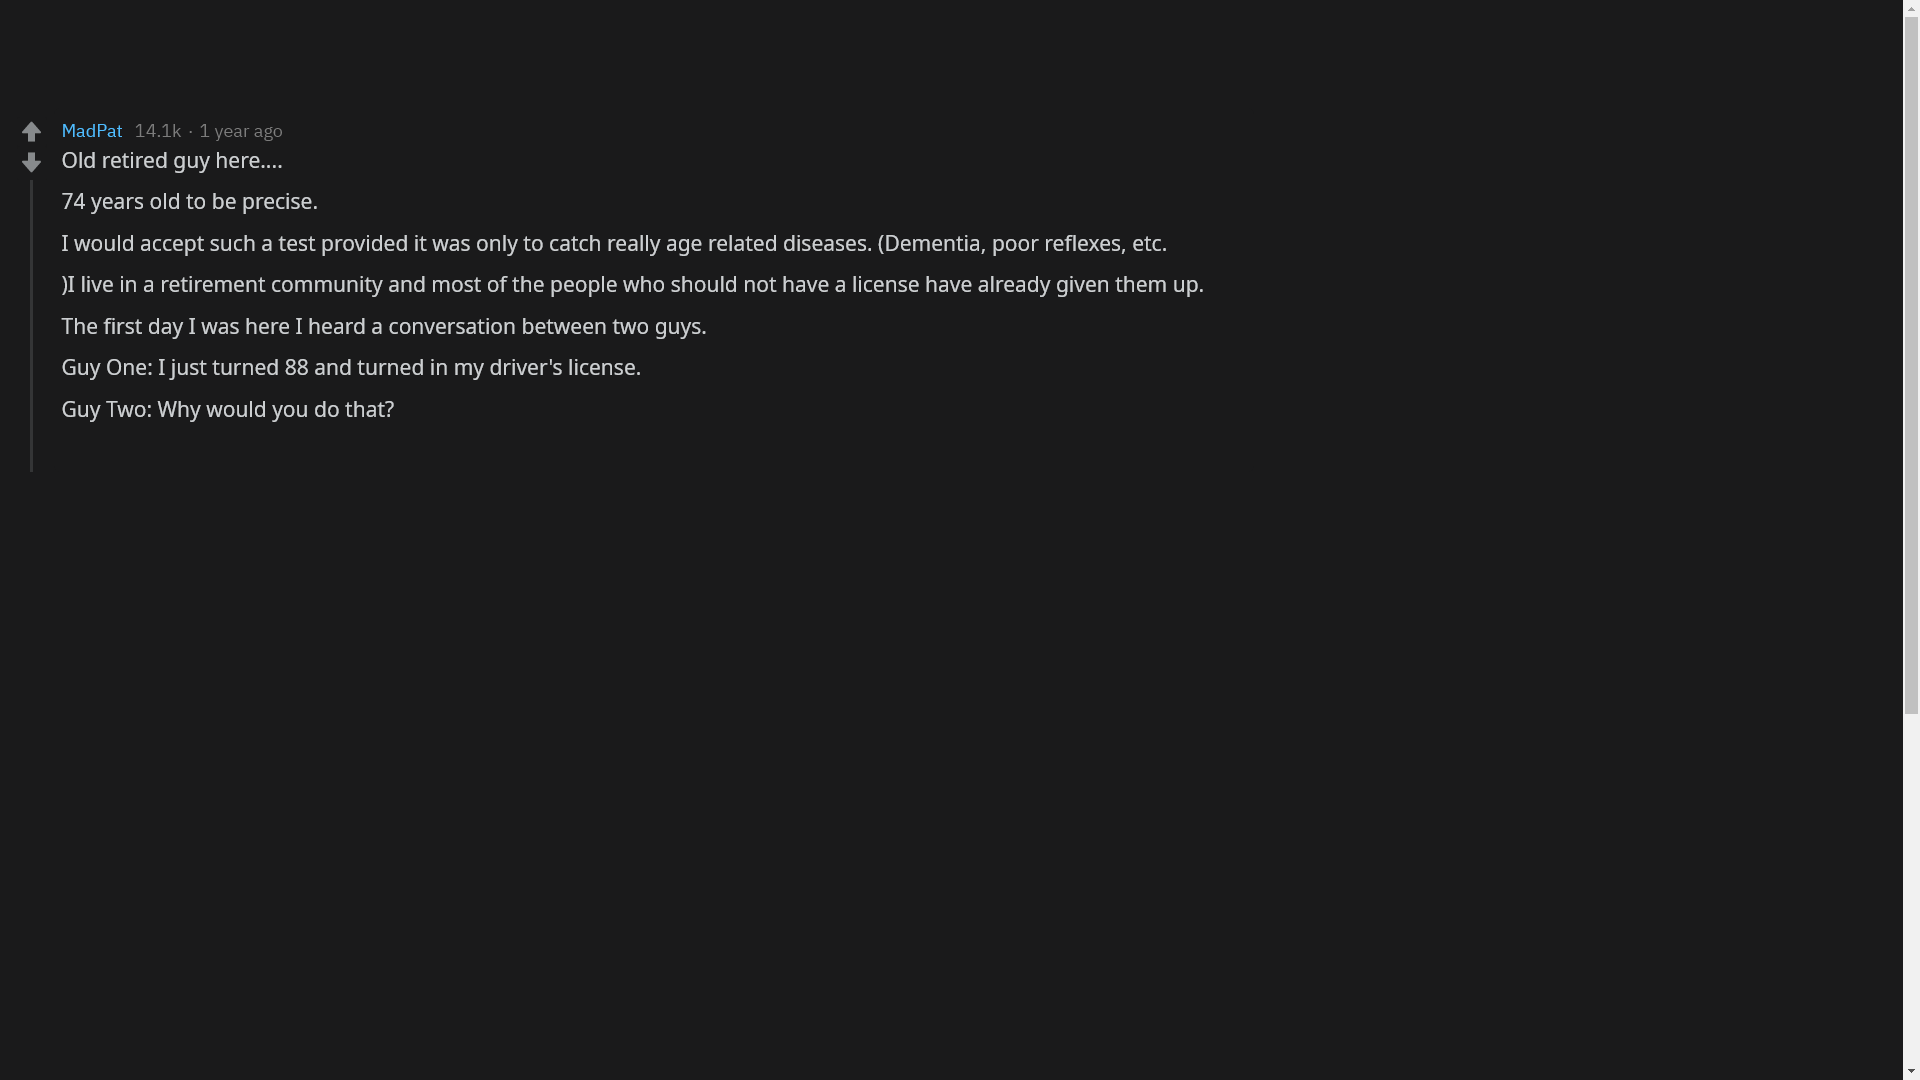 MadPat 14.1k · 1 year ago
Old retired guy here....
74 years old to be precise.
I would accept such a test provided it was only to catch really age related diseases. (Dementia, poor reflexes, etc.
)I live in a retirement community and most of the people who should not have a license have already given them up.
The first day I was here I heard a conversation between two guys.
Guy One: I just turned 88 and turned in my driver's license.
Guy Two: Why would you do that?